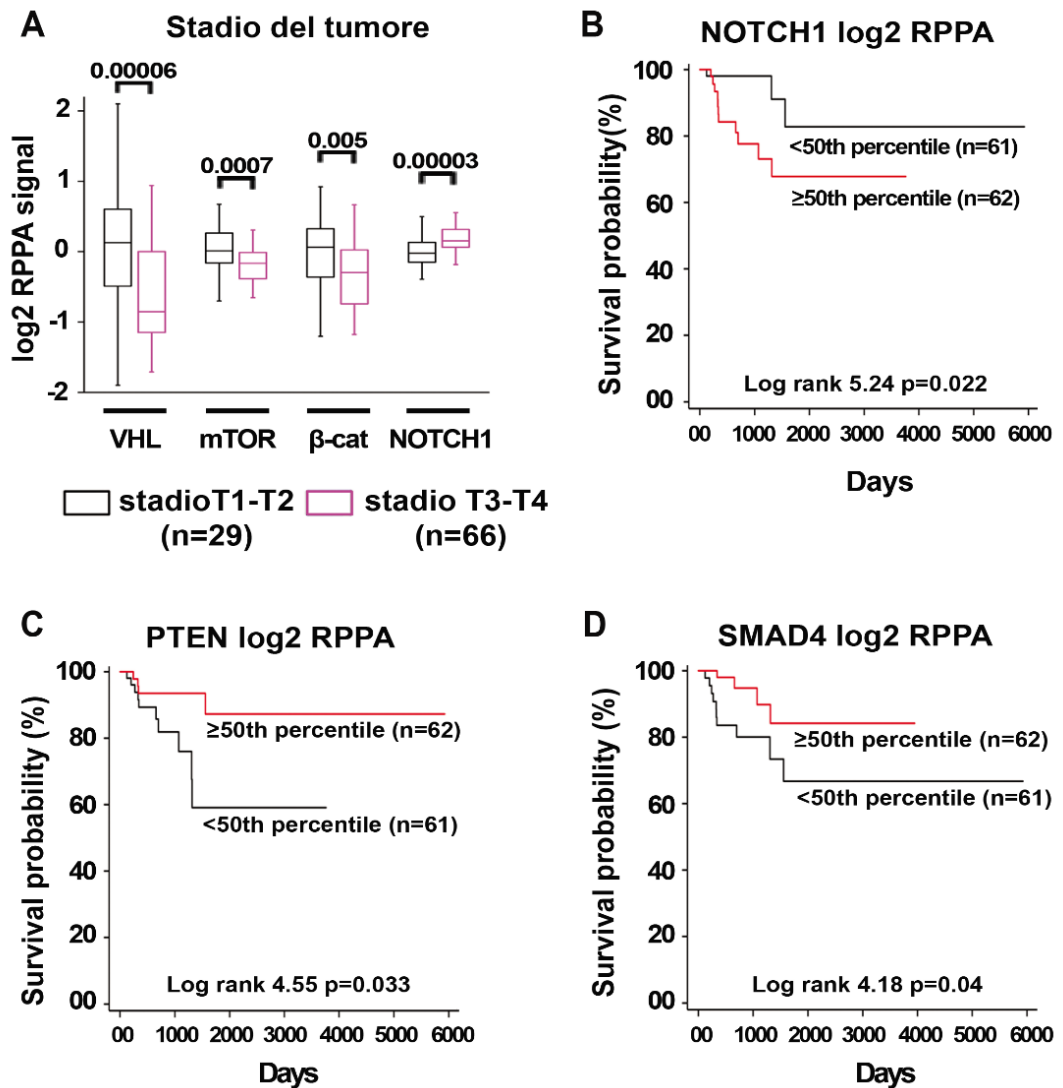 A
Stadio del tumore
log2 RPPA signal
2
1
0
-1
-2
0.00006
0.0007
0.005
0.00003
VHL
mTOR
β-cat
NOTCH1
stadioT1-T2
(n=29)
stadio T3-T4
(n=66)
B
NOTCH1 log2 RPPA
Survival probability(%)
100
80
60
40
20
00
<50th percentile (n=61)
≥50th percentile (n=62)
Log rank 5.24 p=0.022
00 1000 2000 3000 4000 5000 6000
Days
C
PTEN log2 RPPA
Survival probability (%)
100
80
60
40
20
00
≥50th percentile (n=62)
<50th percentile (n=61)
Log rank 4.55 p=0.033
00 1000 2000 3000 4000 5000 6000
Days
D
SMAD4 log2 RPPA
Survival probability (%)
100
80
60
40
20
00
≥50th percentile (n=62)
<50th percentile (n=61)
Log rank 4.18 p=0.04
00 1000 2000 3000 4000 5000 6000
Days